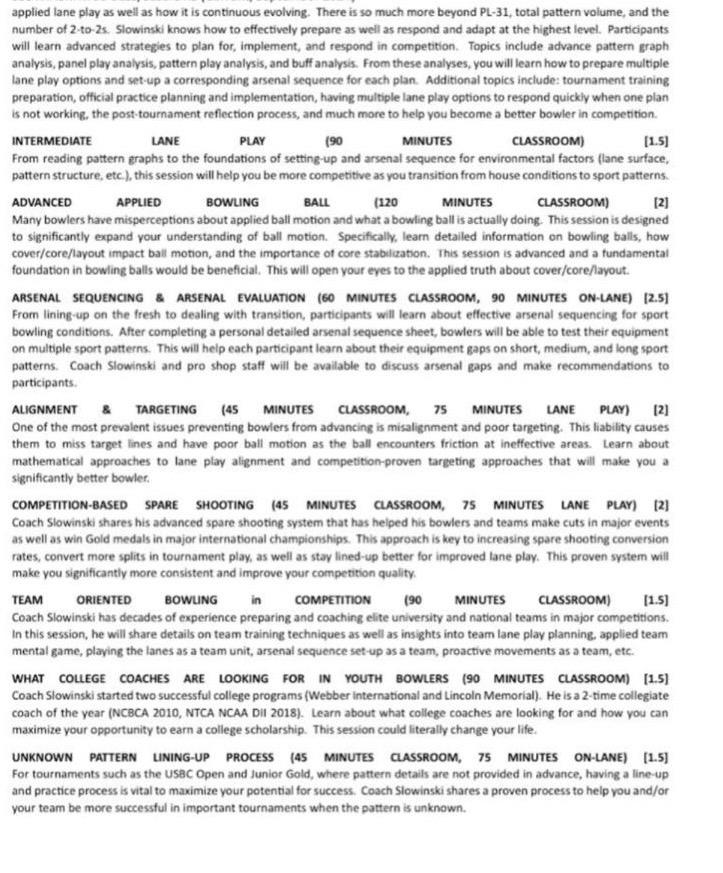 applied lane play as well as how it is continuous evolving. There is so much more beyond PL-31, total pattern volume, and the
number of 2-to-2s. Slowinski knows how to effectively prepare as well as respond and adapt at the highest level. Participants
will learn advanced strategies to plan for, implement, and respond in competition. Topics include advance pattern graph
analysis, panel play analysis, pattern play analysis, and buff analysis. From these analyses, you will learn how to prepare multiple
lane play options and set-up a corresponding arsenal sequence for each plan. Additional topics include: tournament training
preparation, official practice planning and implementation, having multiple lane play options to respond quickly when one plan
is not working, the post-tournament reflection process, and much more to help you become a better bowler in competition.
INTERMEDIATE LANE PLAY (90 MINUTES CLASSROOM) [1.5]
From reading pattern graphs to the foundations of setting-up and arsenal sequence for environmental factors (lane surface,
pattern structure, etc.), this session will help you be more competitive as you transition from house conditions to sport patterns.
ADVANCED APPLIED BOWLING BALL (120 MINUTES CLASSROOM) [2]
Many bowlers have misperceptions about applied ball motion and what a bowling ball is actually doing. This session is designed
to significantly expand your understanding of ball motion. Specifically, learn detailed information on bowling balls, how
cover/core/layout impact ball motion, and the importance of core stabilization. This session is advanced and a fundamental
foundation in bowling balls would be beneficial. This will open your eyes to the applied truth about cover/core/layout.
ARSENAL SEQUENCING & ARSENAL EVALUATION (60 MINUTES CLASSROOM, 90 MINUTES ON-LANE) [2.5]
From lining-up on the fresh to dealing with transition, participants will learn about effective arsenal sequencing for sport
bowling conditions. After completing a personal detailed arsenal sequence sheet, bowlers will be able to test their equipment
on multiple sport patterns. This will help each participant learn about their equipment gaps on short, medium, and long sport
patterns. Coach Slowinski and pro shop staff will be available to discuss arsenal gaps and make recommendations to
participants.
ALIGNMENT & TARGETING (45 MINUTES CLASSROOM, 75 MINUTES LANE PLAY) [2]
One of the most prevalent issues preventing bowlers from advancing is misalignment and poor targeting. This liability causes
them to miss target lines and have poor ball motion as the ball encounters friction at ineffective areas. Learn about
mathematical approaches to lane play alignment and competition-proven targeting approaches that will make you a
significantly better bowler.
COMPETITION-BASED SPARE SHOOTING (45 MINUTES CLASSROOM, 75 MINUTES LANE PLAY) [2]
Coach Slowinski shares his advanced spare shooting system that has helped his bowlers and teams make cuts in major events
as well as win Gold medals in major international championships. This approach is key to increasing spare shooting conversion
rates, convert more splits in tournament play, as well as stay lined-up better for improved lane play. This proven system will
make you significantly more consistent and improve your competition quality.
TEAM ORIENTED BOWLING in COMPETITION (90 MINUTES CLASSROOM) [1.5]
Coach Slowinski has decades of experience preparing and coaching elite university and national teams in major competitions.
In this session, he will share details on team training techniques as well as insights into team lane play planning, applied team
mental game, playing the lanes as a team unit, arsenal sequence set-up as a team, proactive movements as a team, etc.
WHAT COLLEGE COACHES ARE LOOKING FOR IN YOUTH BOWLERS (90 MINUTES CLASSROOM) [1.5]
Coach Slowinski started two successful college programs (Webber International and Lincoln Memorial). He is a 2-time collegiate
coach of the year (NCBCA 2010, NTCA NCAA DII 2018). Learn about what college coaches are looking for and how you can
maximize your opportunity to earn a college scholarship. This session could literally change your life.
UNKNOWN PATTERN LINING-UP PROCESS (45 MINUTES CLASSROOM, 75 MINUTES ON-LANE) [1.5]
For tournaments such as the USBC Open and Junior Gold, where pattern details are not provided in advance, having a line-up
and practice process is vital to maximize your potential for success. Coach Slowinski shares a proven process to help you and/or
your team be more successful in important tournaments when the pattern is unknown.